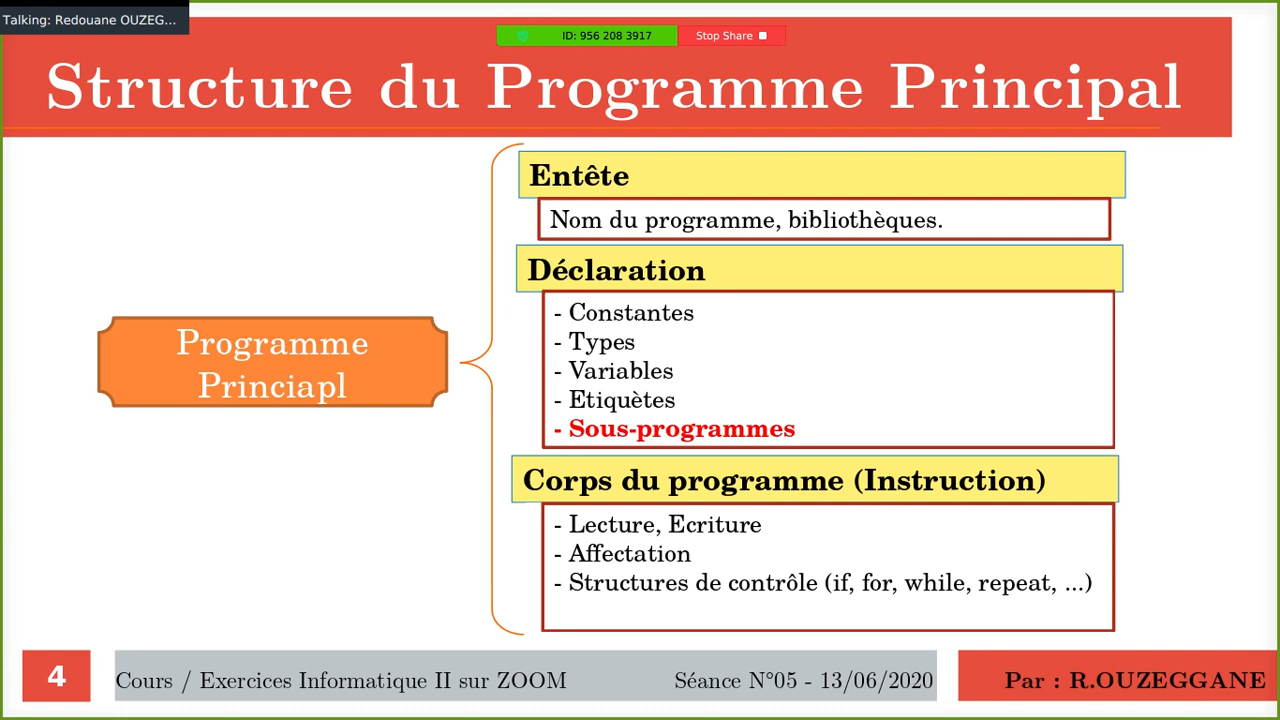 Talking: Redouane OUZEG...
ID: 956 208 3917
Stop Share
Structure du Programme Principal
Entête
Nom du programme, bibliothèques.
Déclaration
- Constantes
- Types
- Variables
- Etiquètes
- Sous-programmes
Programme
Princiapl
Corps du programme (Instruction)
- Lecture, Ecriture
- Affectation
- Structures de contrôle (if, for, while, repeat, ...)
4
Cours / Exercices Informatique II sur ZOOM
Séance N°05 - 13/06/2020
Par : R.OUZEGGANE